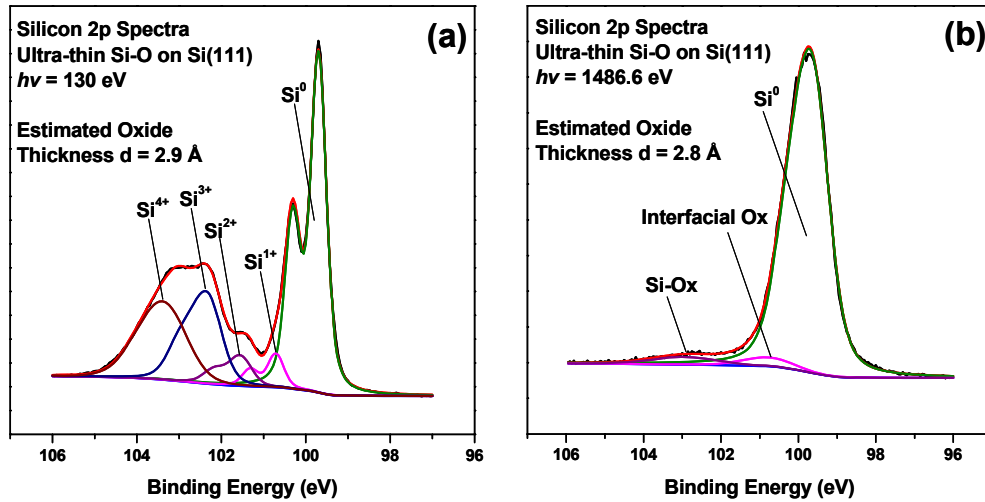 Silicon 2p Spectra
Ultra-thin Si-O on Si(111)
hv = 130 eV
(a)
Si⁰
Estimated Oxide
Thickness d = 2.9 Å
Si⁴⁺
Si³⁺
Si²⁺
Si¹⁺
106 104 102 100 98 96
Binding Energy (eV)
Silicon 2p Spectra
Ultra-thin Si-O on Si(111)
hv = 1486.6 eV
(b)
Si⁰
Estimated Oxide
Thickness d = 2.8 Å
Interfacial Ox
Si-Ox
106 104 102 100 98 96
Binding Energy (eV)